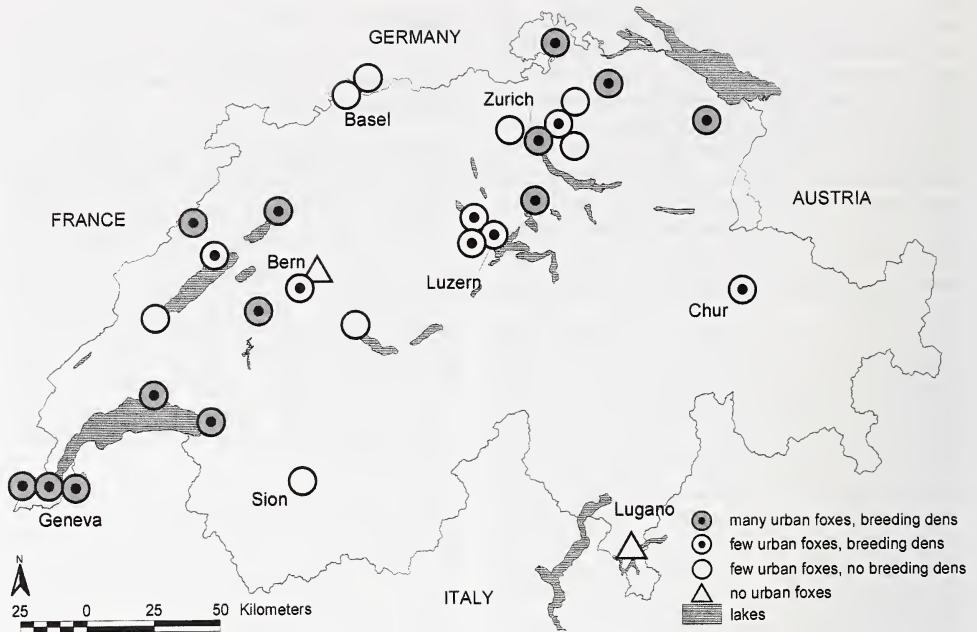 GERMANY
Zurich
Basel
FRANCE
AUSTRIA
Bern
Luzern
Chur
Sion
Lugano
Geneva
many urban foxes, breeding dens
few urban foxes, breeding dens
few urban foxes, no breeding dens
no urban foxes
lakes
N
ITALY
25 0 25 50 Kilometers